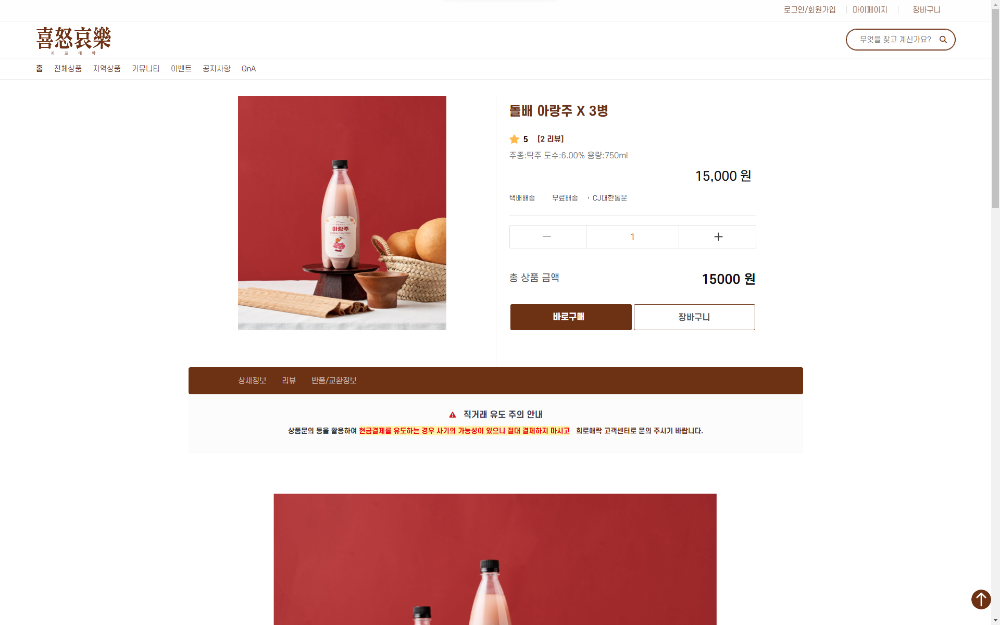 로그인/회원가입 마이페이지 장바구니
喜怒哀樂
희 로 애 락
무엇을 찾고 계신가요?
홈 전체상품 지역상품 커뮤니티 이벤트 공지사항 QnA
돌배 아랑주 X 3병
5 [2 리뷰]
주종:탁주 도수:6.00% 용량:750ml
15,000 원
택배배송 무료배송 · CJ대한통운
1
총 상품 금액 15000 원
바로구매 장바구니
아랑주
상세정보 리뷰 반품/교환정보
직거래 유도 주의 안내
상품문의 등을 활용하여 현금결제를 유도하는 경우 사기의 가능성이 있으니 절대 결제하지 마시고 희로애락 고객센터로 문의 주시기 바랍니다.